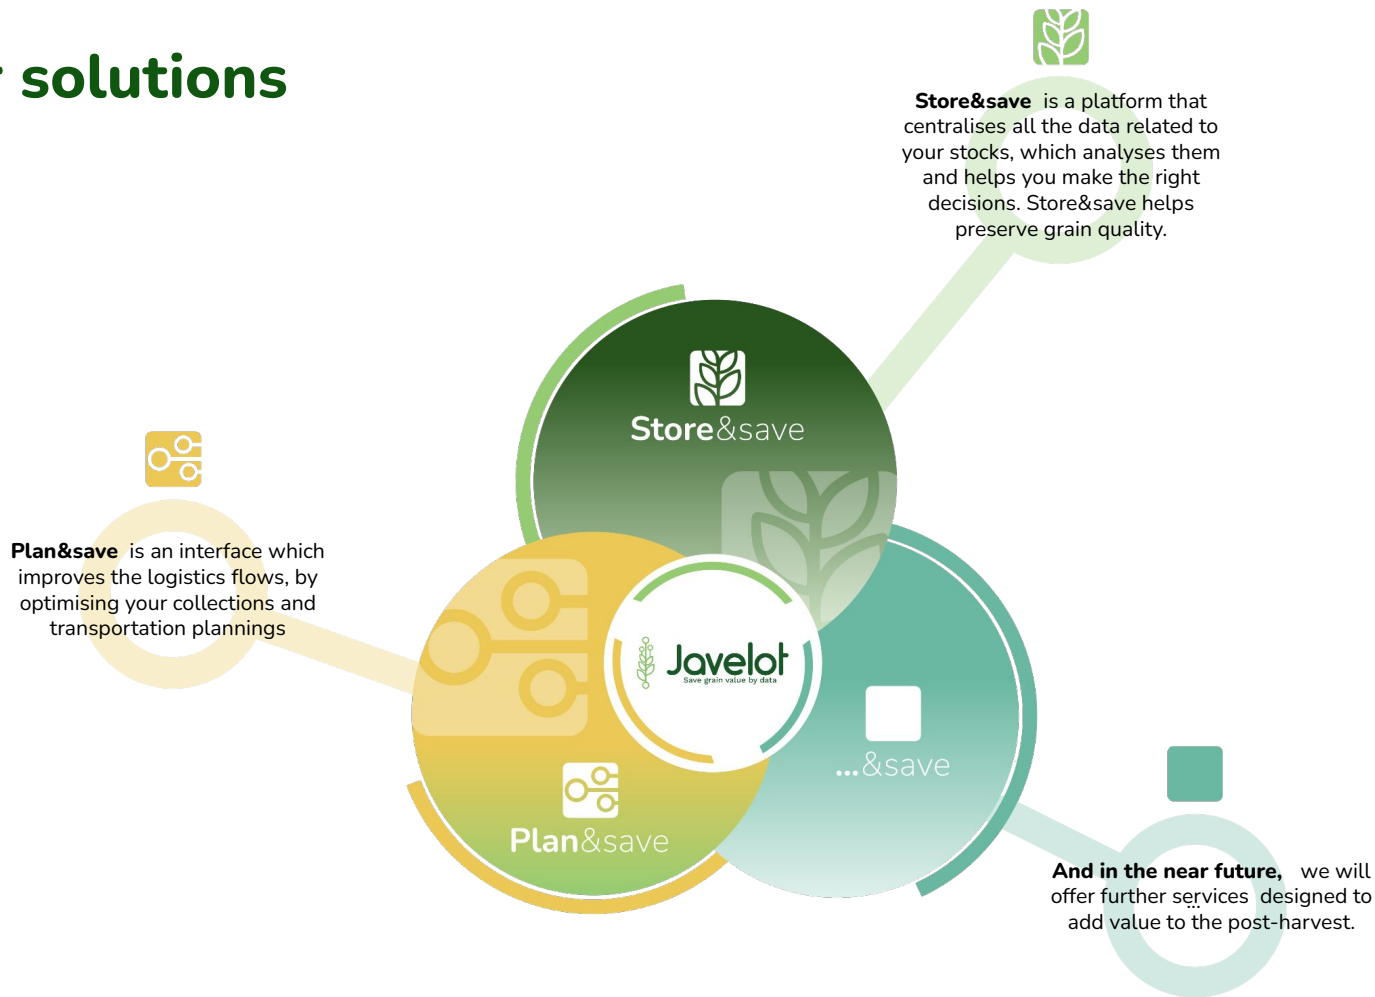 r solutions
Store&save is a platform that
centralises all the data related to
your stocks, which analyses them
and helps you make the right
decisions. Store&save helps
preserve grain quality.
Store&save
Plan&save is an interface which
improves the logistics flows, by
optimising your collections and
transportation plannings
Javelot
Save grain value by data
...&save
Plan&save
And in the near future, we will
offer further services designed to
...
add value to the post-harvest.